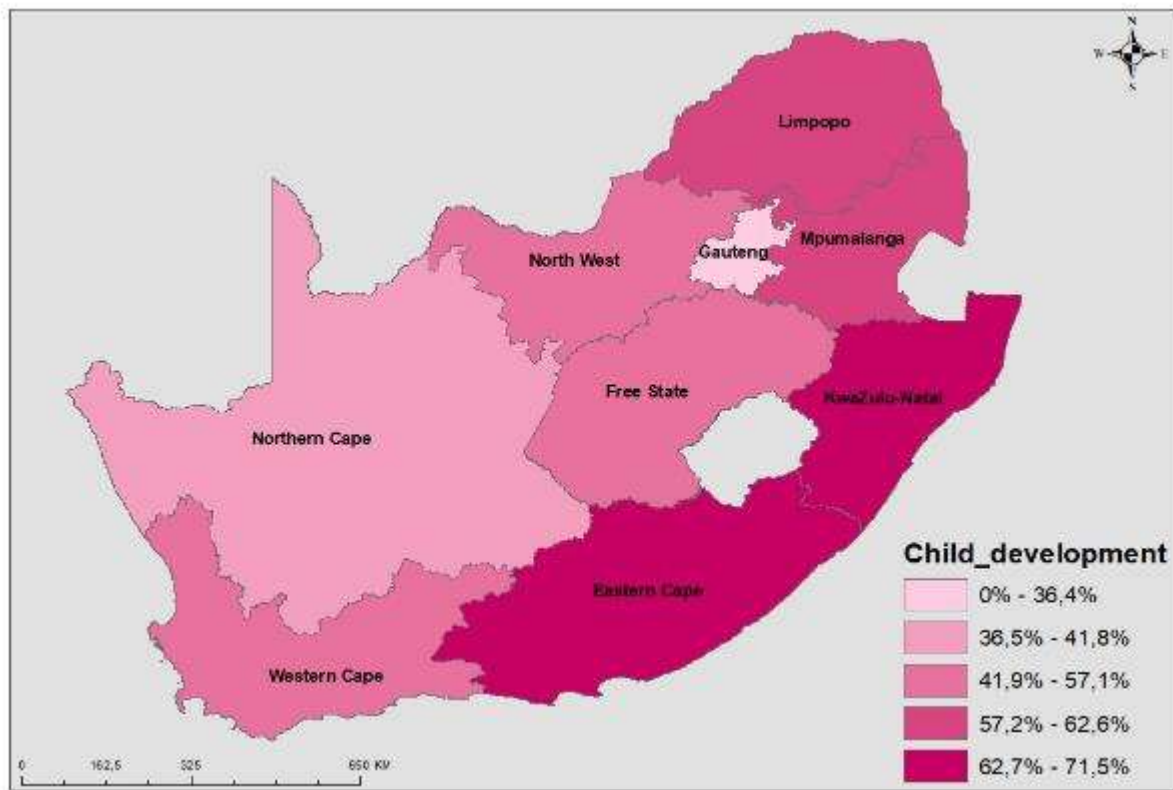 N
W E
S
Limpopo
Mpumalanga
Gauteng
North West
Free State
KwaZulu-Natal
Northern Cape
Eastern Cape
Western Cape
Child_development
0% - 36,4%
36,5% - 41,8%
41,9% - 57,1%
57,2% - 62,6%
62,7% - 71,5%
0 162,5 325 650 KM